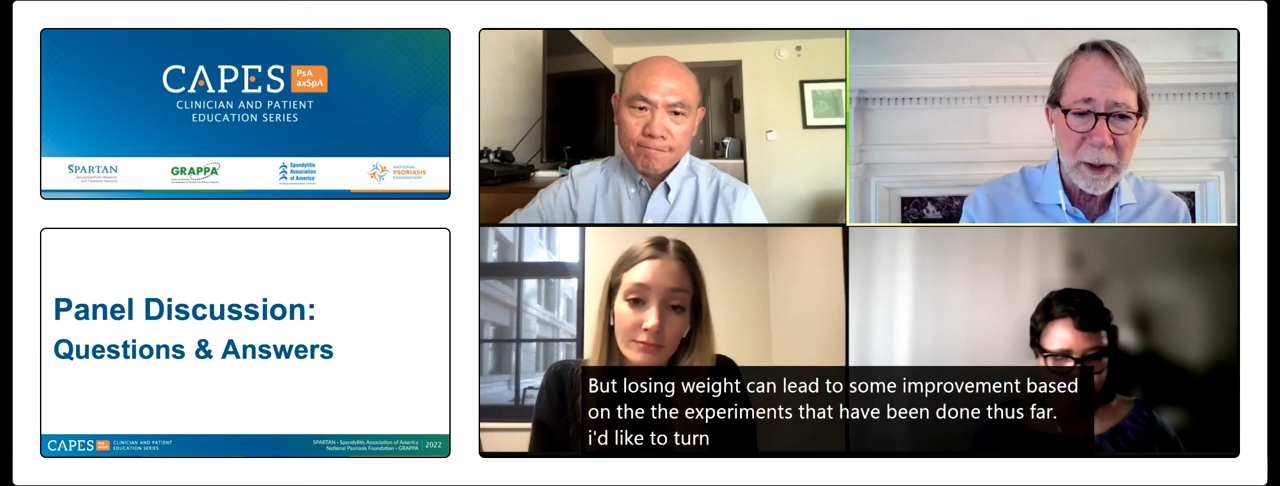 CAPES PsA axSpA
CLINICIAN AND PATIENT
EDUCATION SERIES
SPARTAN
GRAPPA
Spondylitis
Association
of America
NATIONAL
PSORIASIS
FOUNDATION
Panel Discussion:
Questions & Answers
CAPES
CLINICIAN AND PATIENT
EDUCATION SERIES
SPARTAN - Spondylitis Association of America
National Psoriasis Foundation - GRAPPA
2022
But losing weight can lead to some improvement based
on the the experiments that have been done thus far.
i'd like to turn